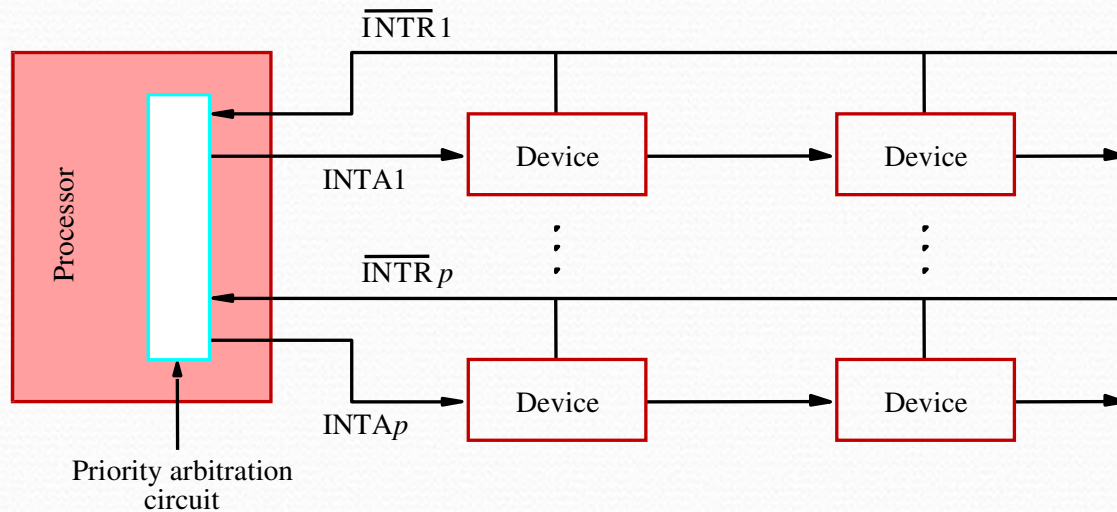 INTR1
Processor
Device
Device
INTA1
INTRp
Device
Device
INTAp
Priority arbitration
circuit